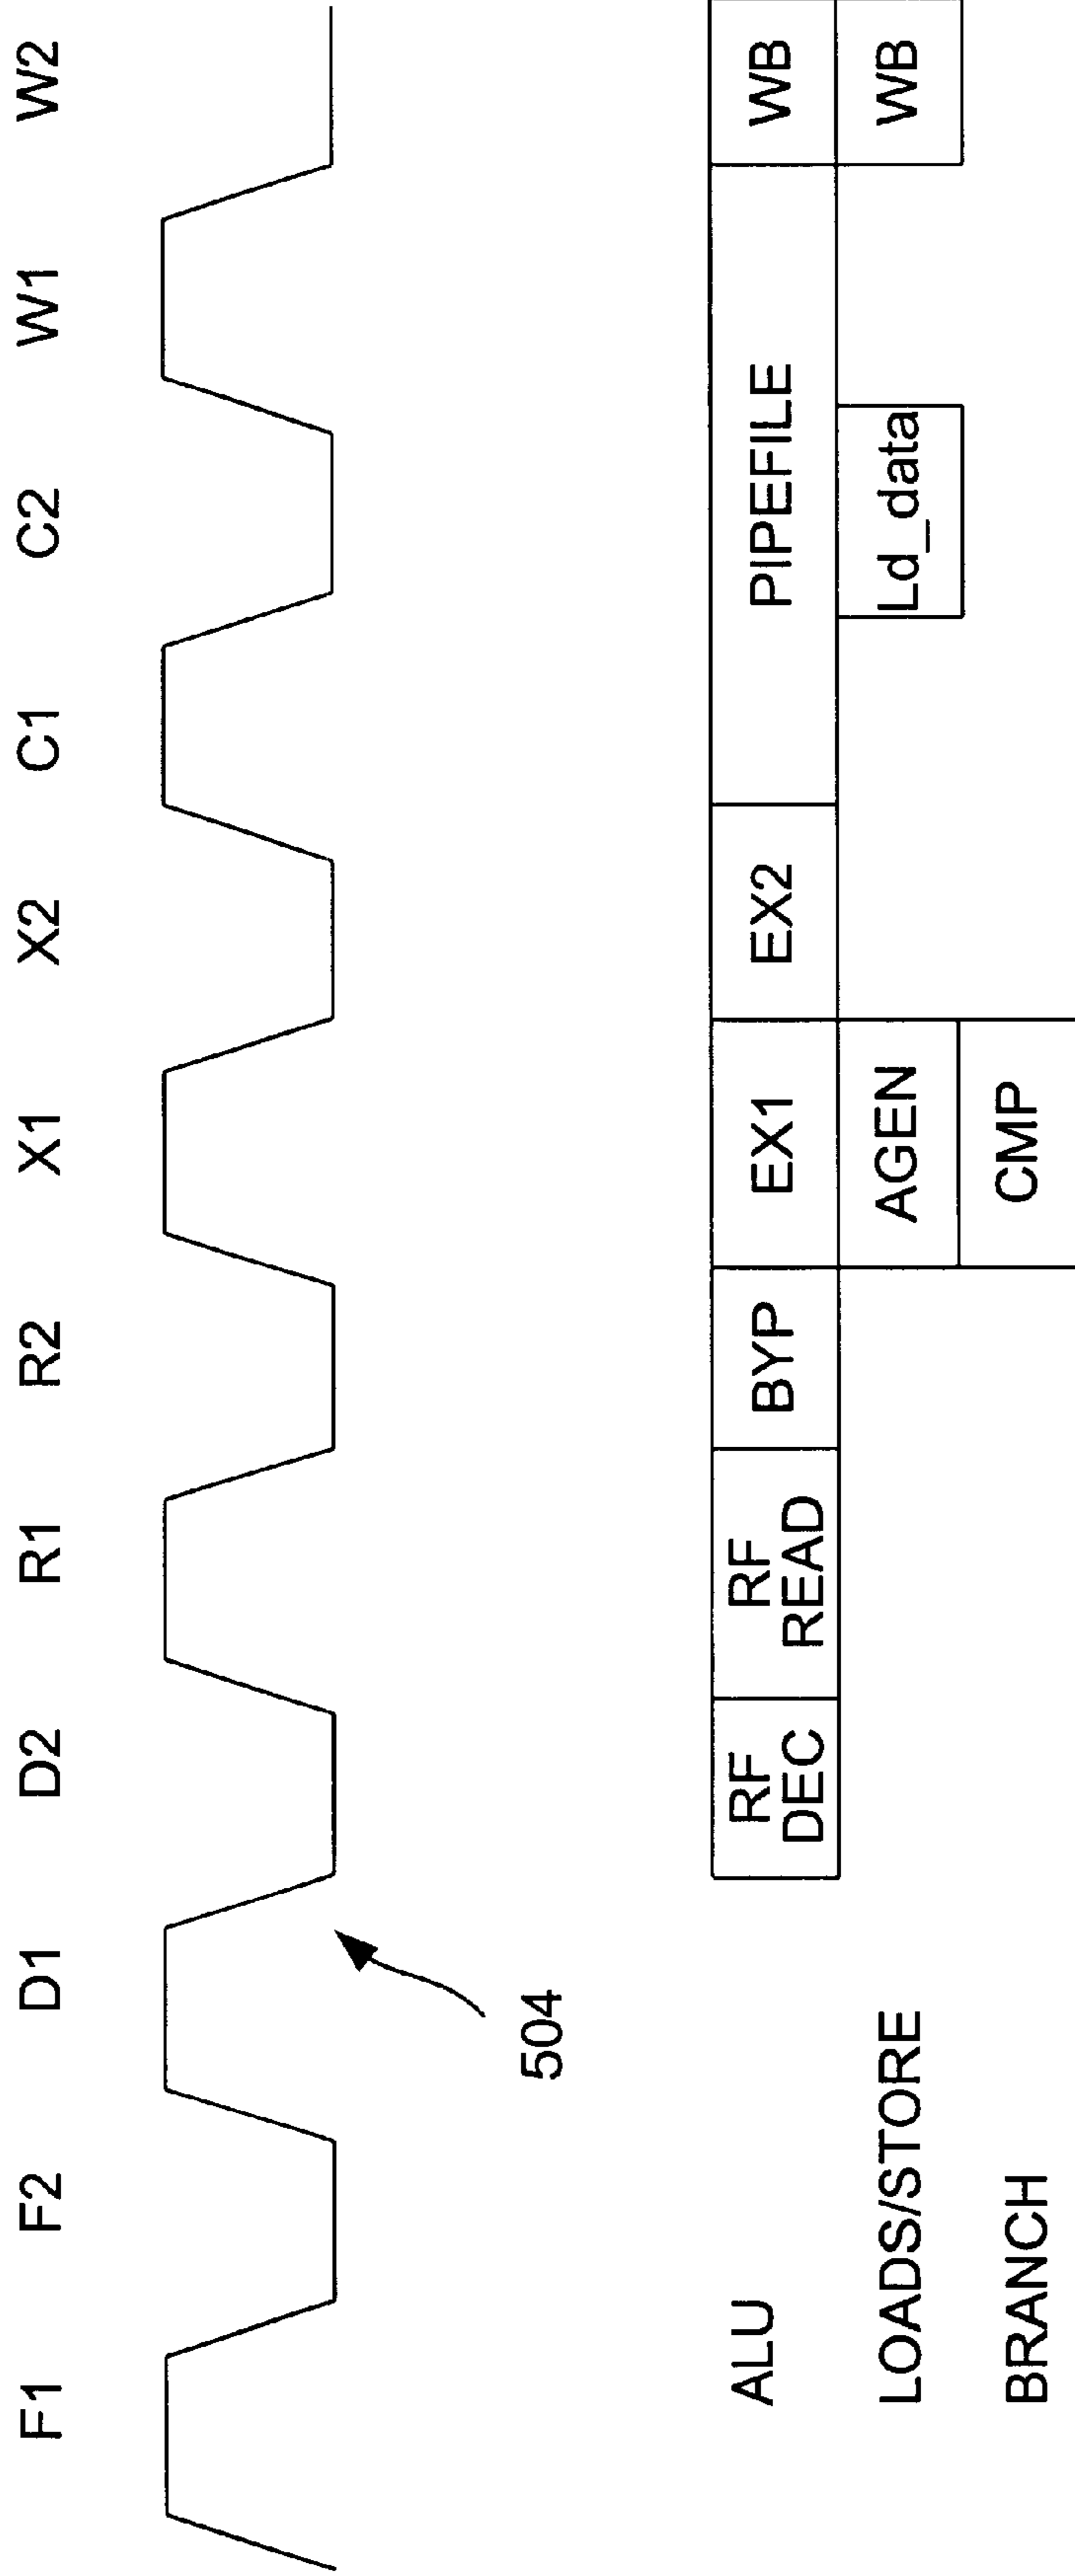 F1 F2 D1 D2 R1 R2 X1 X2 C1 C2 W1 W2
504
ALU
RF DEC
RF READ
BYP
EX1
EX2
PIPEFILE
WB
LOADS/STORE
AGEN
Ld_data
WB
BRANCH
CMP